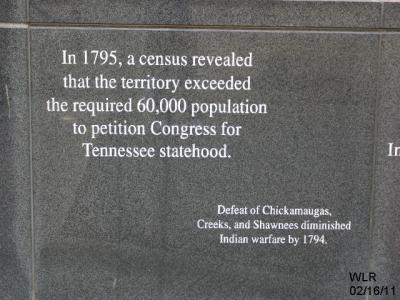 In 1795, a census revealed
that the territory exceeded
the required 60,000 population
to petition Congress for
Tennessee statehood.
In
Defeat of Chickamaugas,
Creeks, and Shawnees diminished
Indian warfare by 1794.
WLR
02/16/11